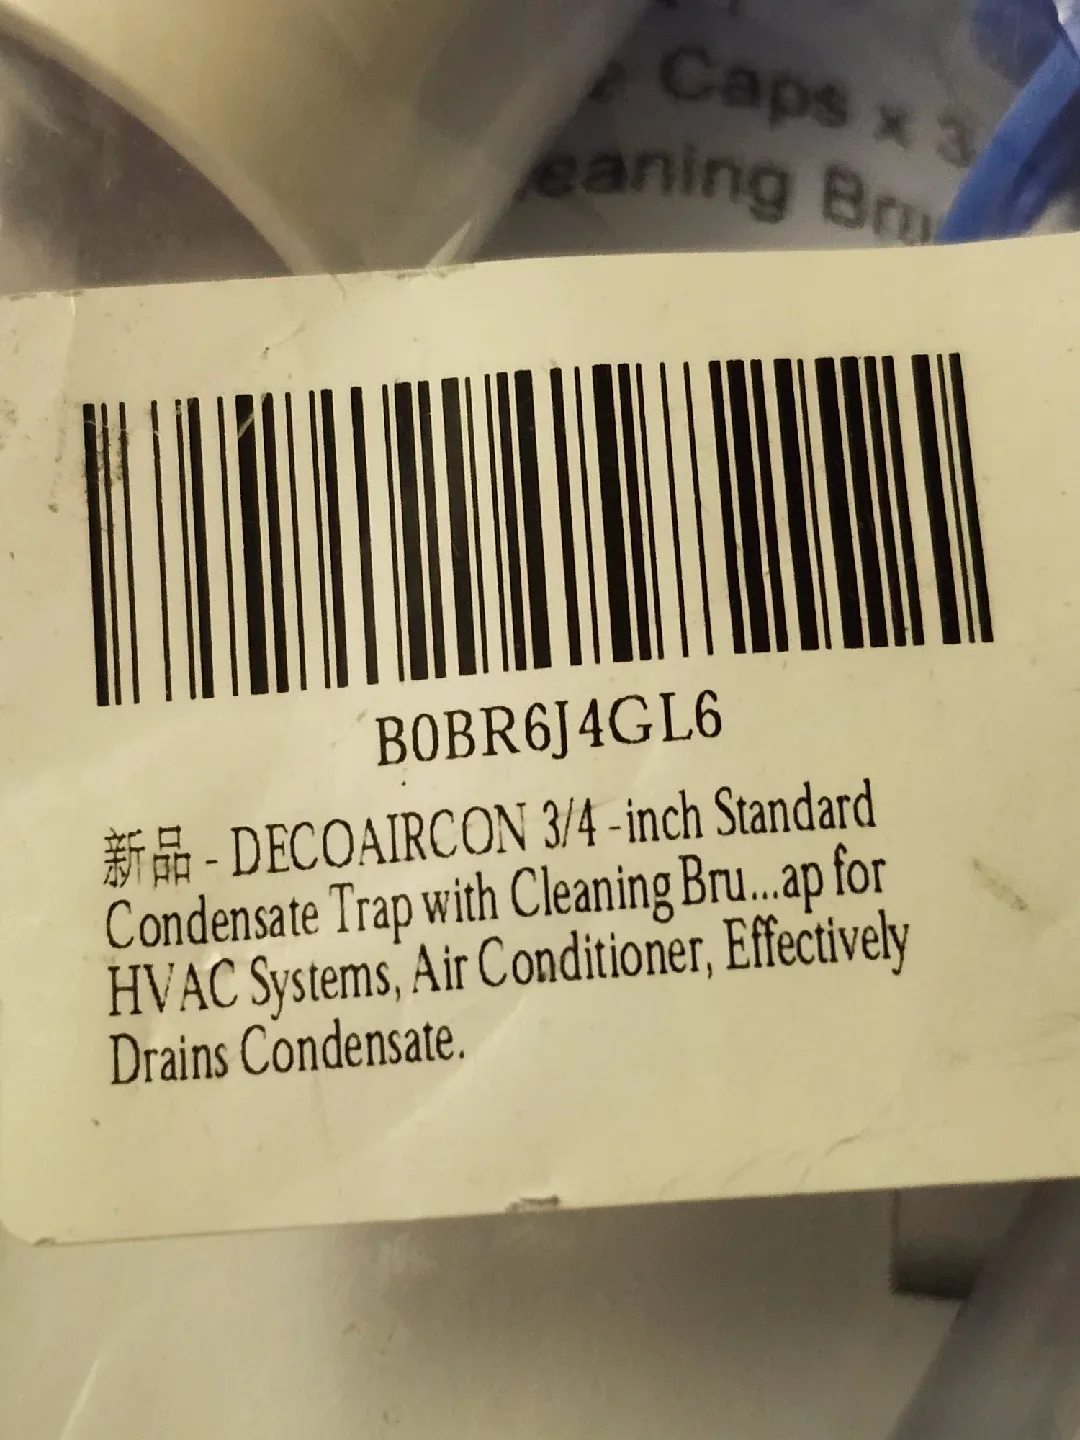 Caps x 3
eaning Bru
B0BR6J4GL6
新品 - DECOAIRCON 3/4 -inch Standard
Condensate Trap with Cleaning Bru...ap for
HVAC Systems, Air Conditioner, Effectively
Drains Condensate.